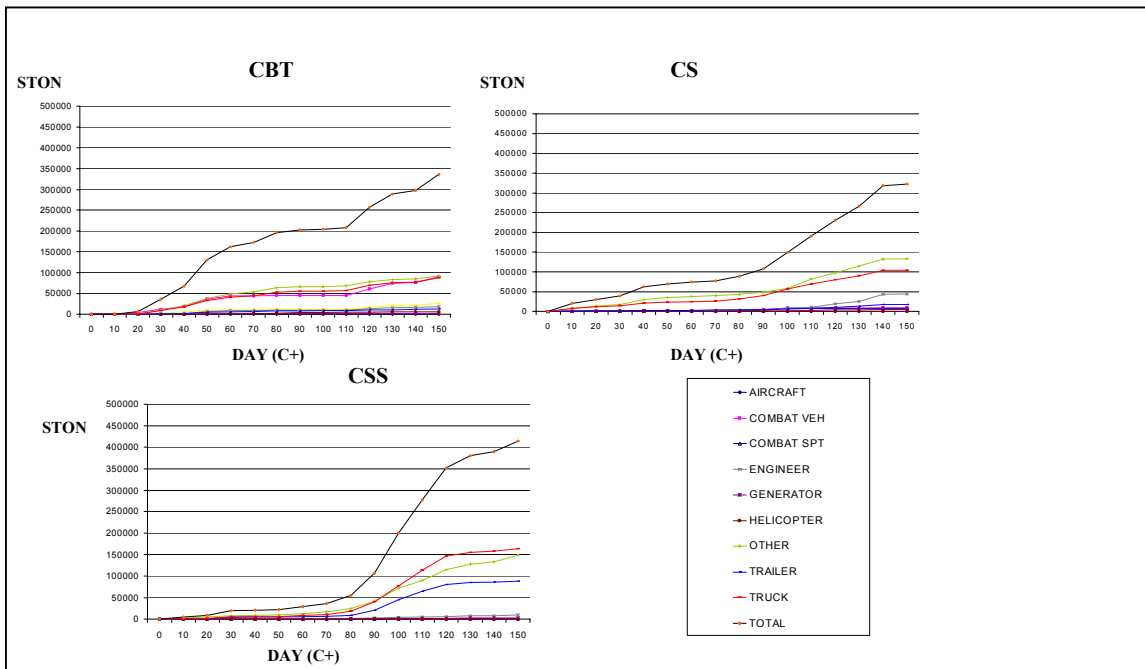 CBT
STON
500000
450000
400000
350000
300000
250000
200000
150000
100000
50000
0
0 10 20 30 40 50 60 70 80 90 100 110 120 130 140 150
DAY (C+)
CS
STON
500000
450000
400000
350000
300000
250000
200000
150000
100000
50000
0
0 10 20 30 40 50 60 70 80 90 100 110 120 130 140 150
DAY (C+)
CSS
STON
500000
450000
400000
350000
300000
250000
200000
150000
100000
50000
0
0 10 20 30 40 50 60 70 80 90 100 110 120 130 140 150
DAY (C+)
AIRCRAFT
COMBAT VEH
COMBAT SPT
ENGINEER
GENERATOR
HELICOPTER
OTHER
TRAILER
TRUCK
TOTAL